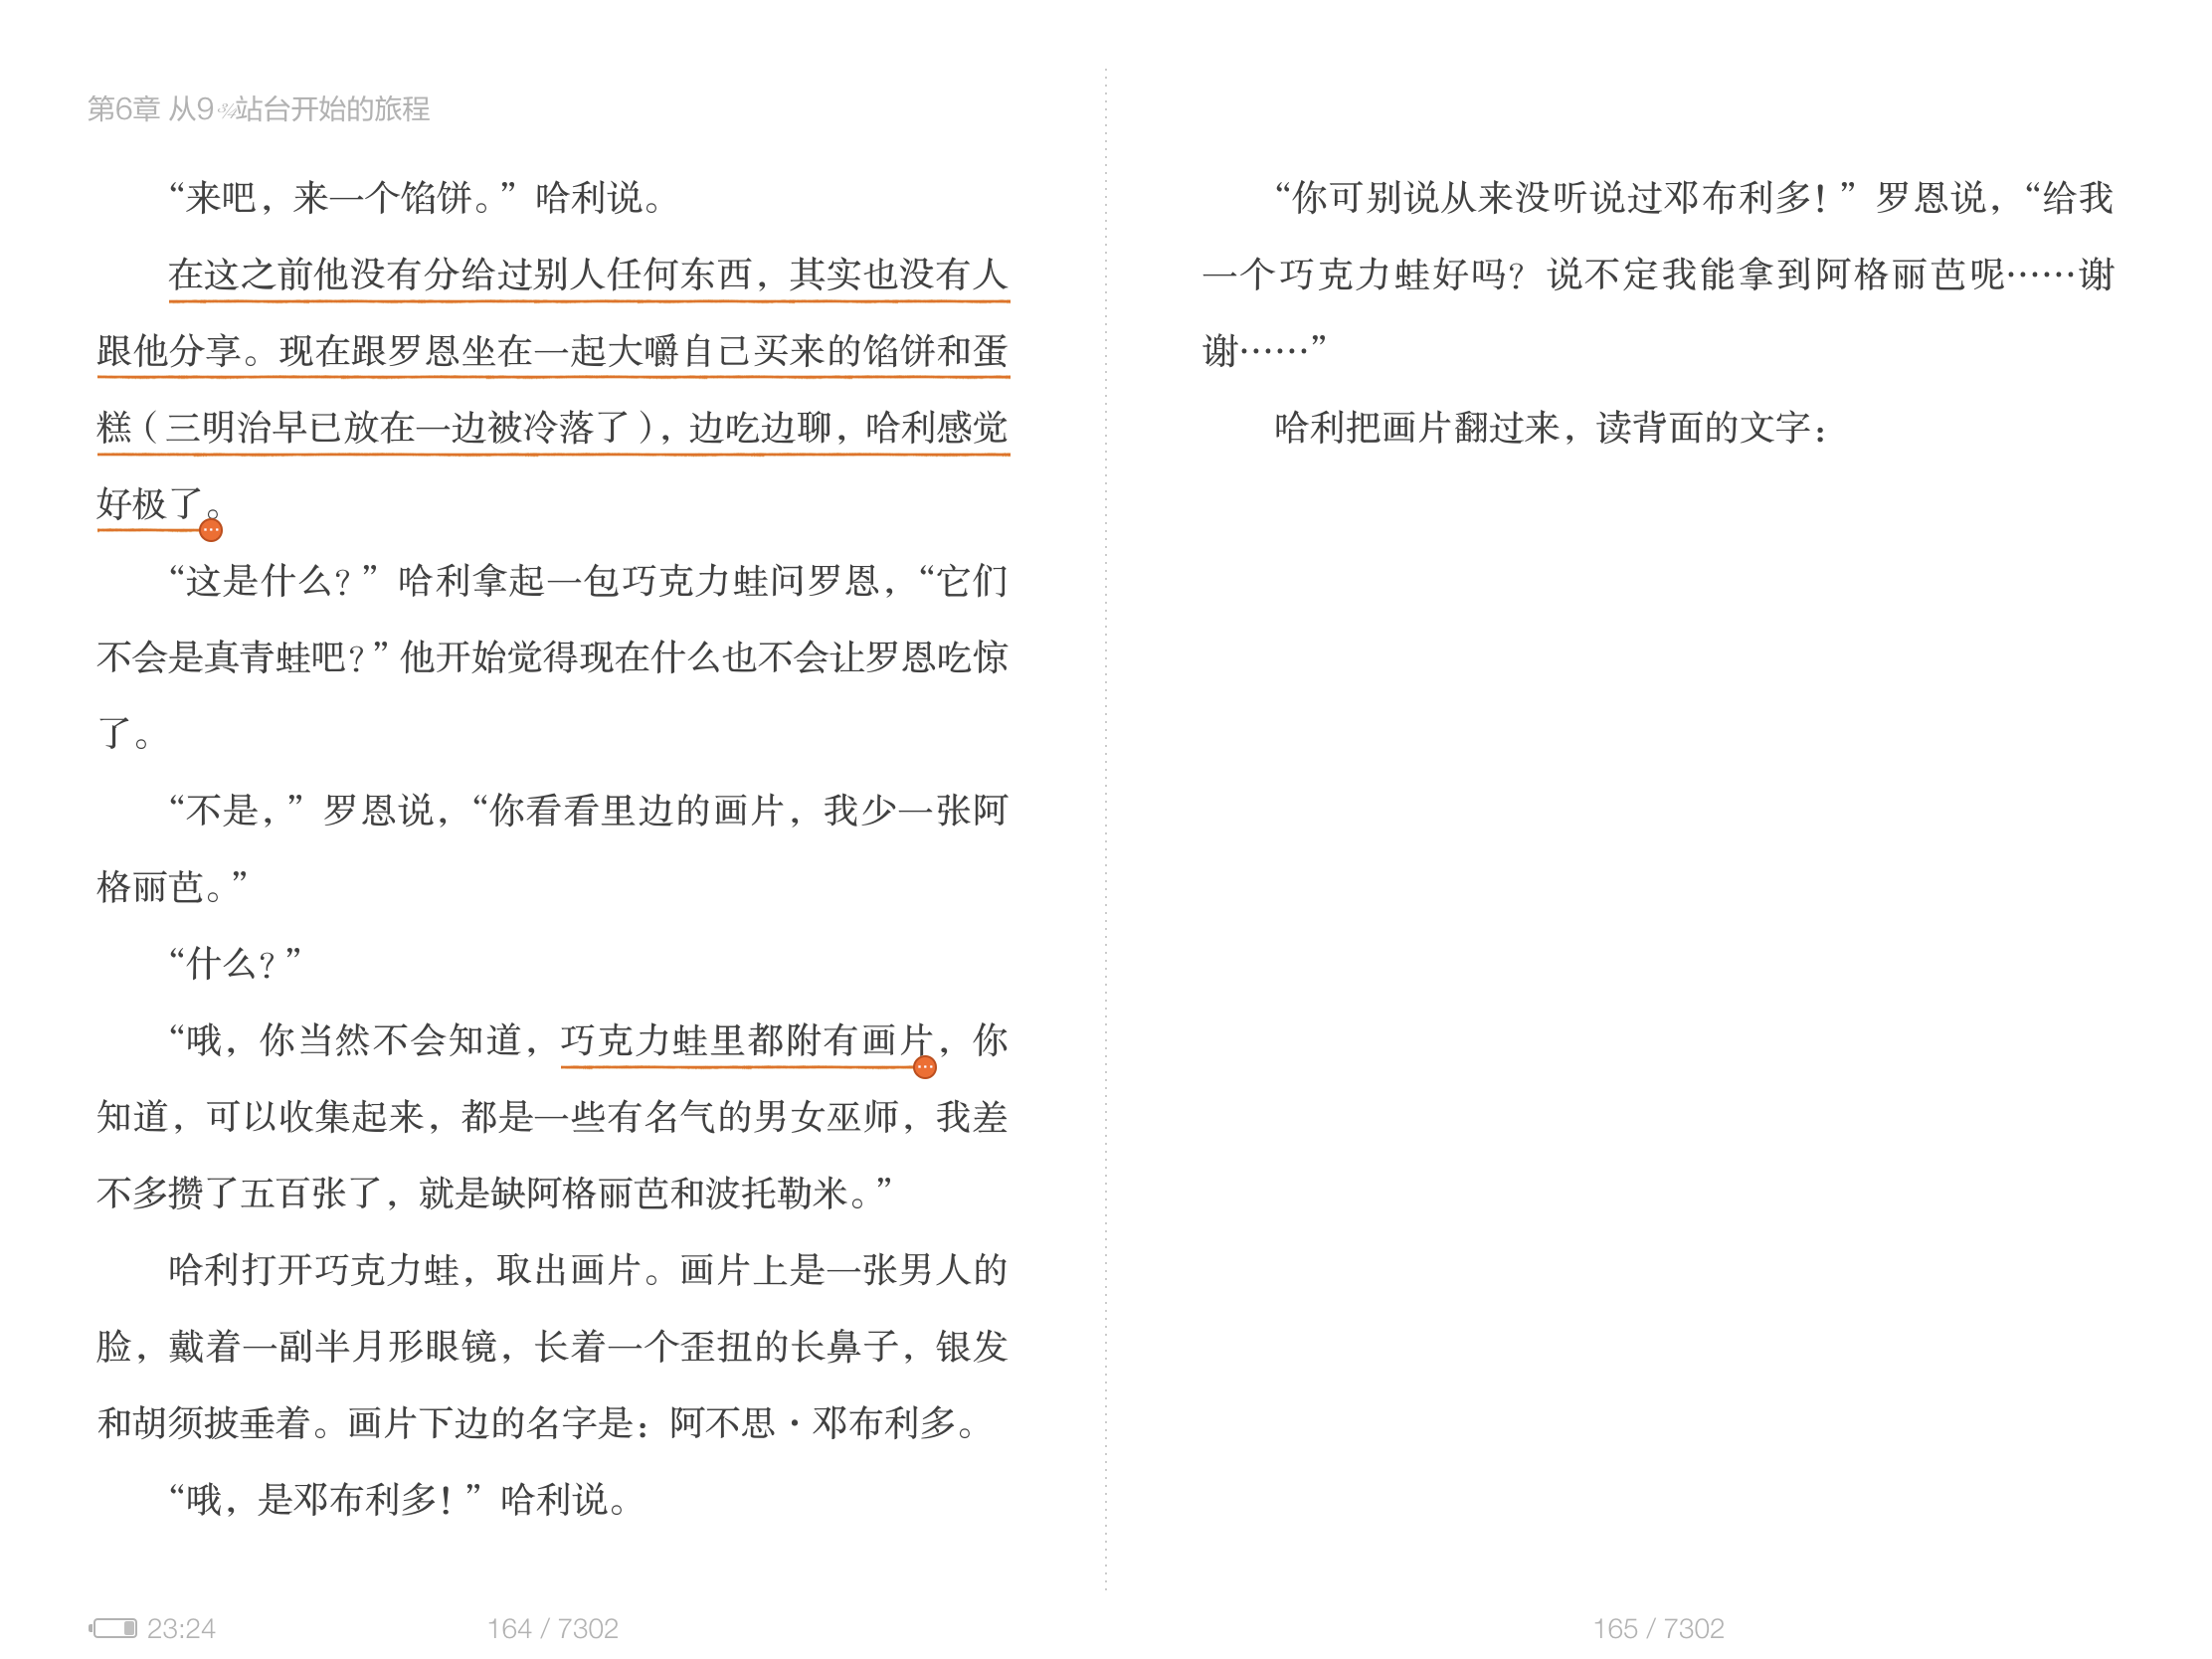 第6章 从9¾站台开始的旅程
“来吧，来一个馅饼。”哈利说。
在这之前他没有分给过别人任何东西，其实也没有人
跟他分享。现在跟罗恩坐在一起大嚼自己买来的馅饼和蛋
糕（三明治早已放在一边被冷落了），边吃边聊，哈利感觉
好极了。
“这是什么？”哈利拿起一包巧克力蛙问罗恩，“它们
不会是真青蛙吧？”他开始觉得现在什么也不会让罗恩吃惊
了。
“不是，”罗恩说，“你看看里边的画片，我少一张阿
格丽芭。”
“什么？”
“哦，你当然不会知道，巧克力蛙里都附有画片，你
知道，可以收集起来，都是一些有名气的男女巫师，我差
不多攒了五百张了，就是缺阿格丽芭和波托勒米。”
哈利打开巧克力蛙，取出画片。画片上是一张男人的
脸，戴着一副半月形眼镜，长着一个歪扭的长鼻子，银发
和胡须披垂着。画片下边的名字是：阿不思·邓布利多。
“哦，是邓布利多！”哈利说。
23:24
164 / 7302
“你可别说从来没听说过邓布利多！”罗恩说，“给我
一个巧克力蛙好吗？说不定我能拿到阿格丽芭呢……谢
谢……”
哈利把画片翻过来，读背面的文字：
165 / 7302